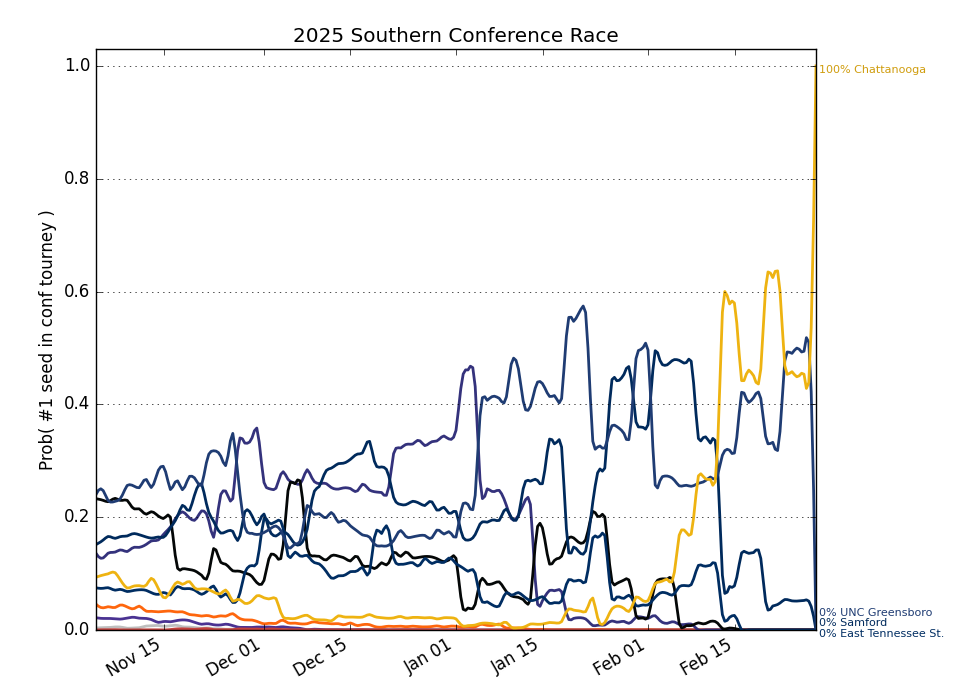 2025 Southern Conference Race
Prob( #1 seed in conf tourney )
1.0
0.8
0.6
0.4
0.2
0.0
Nov 15
Dec 01
Dec 15
Jan 01
Jan 15
Feb 01
Feb 15
100% Chattanooga
0% UNC Greensboro
0% Samford
0% East Tennessee St.